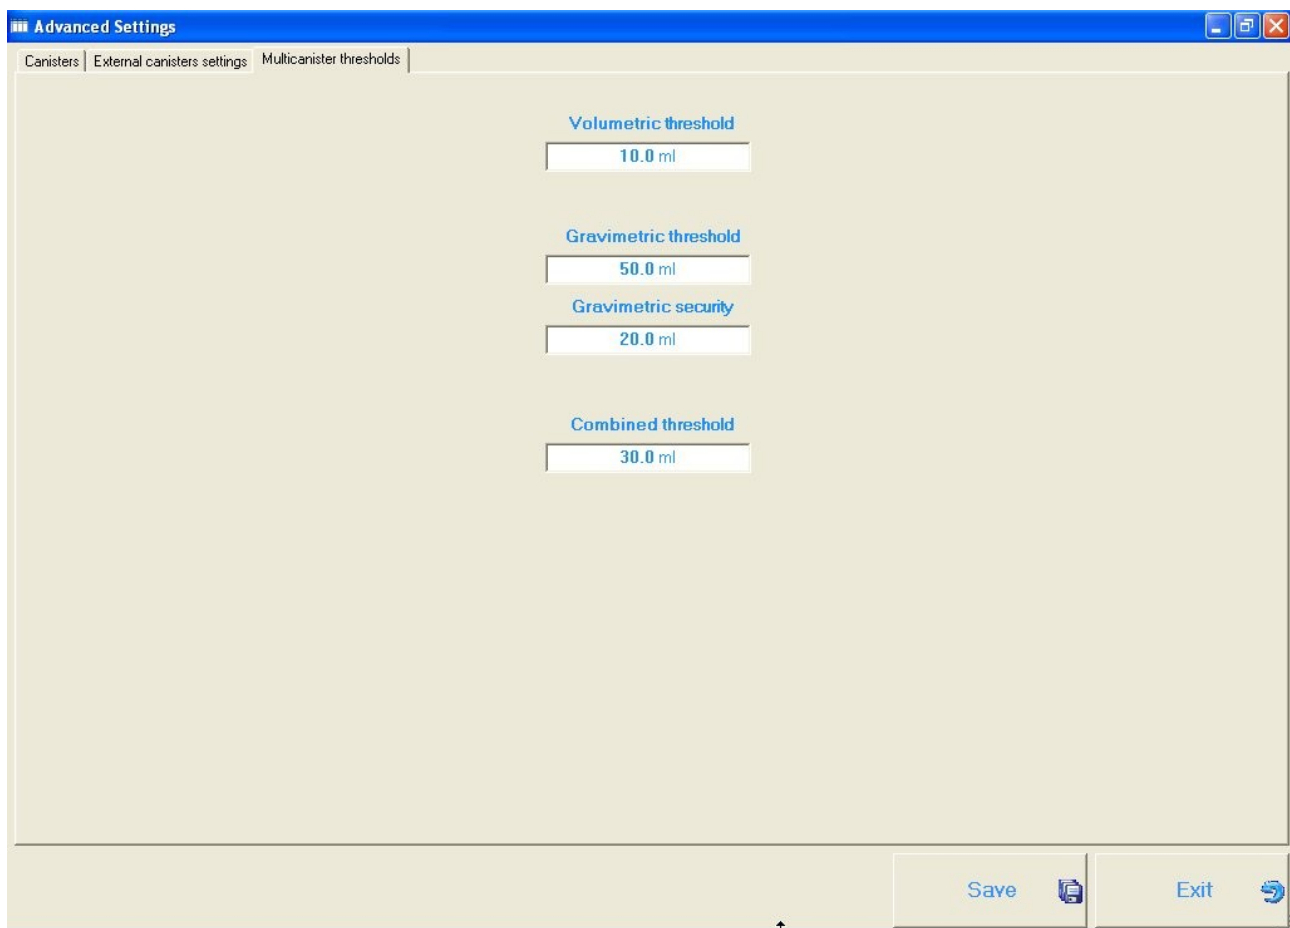 Advanced Settings
Canisters External canisters settings Multicanister thresholds
Volumetric threshold
10.0 ml
Gravimetric threshold
50.0 ml
Gravimetric security
20.0 ml
Combined threshold
30.0 ml
Save Exit